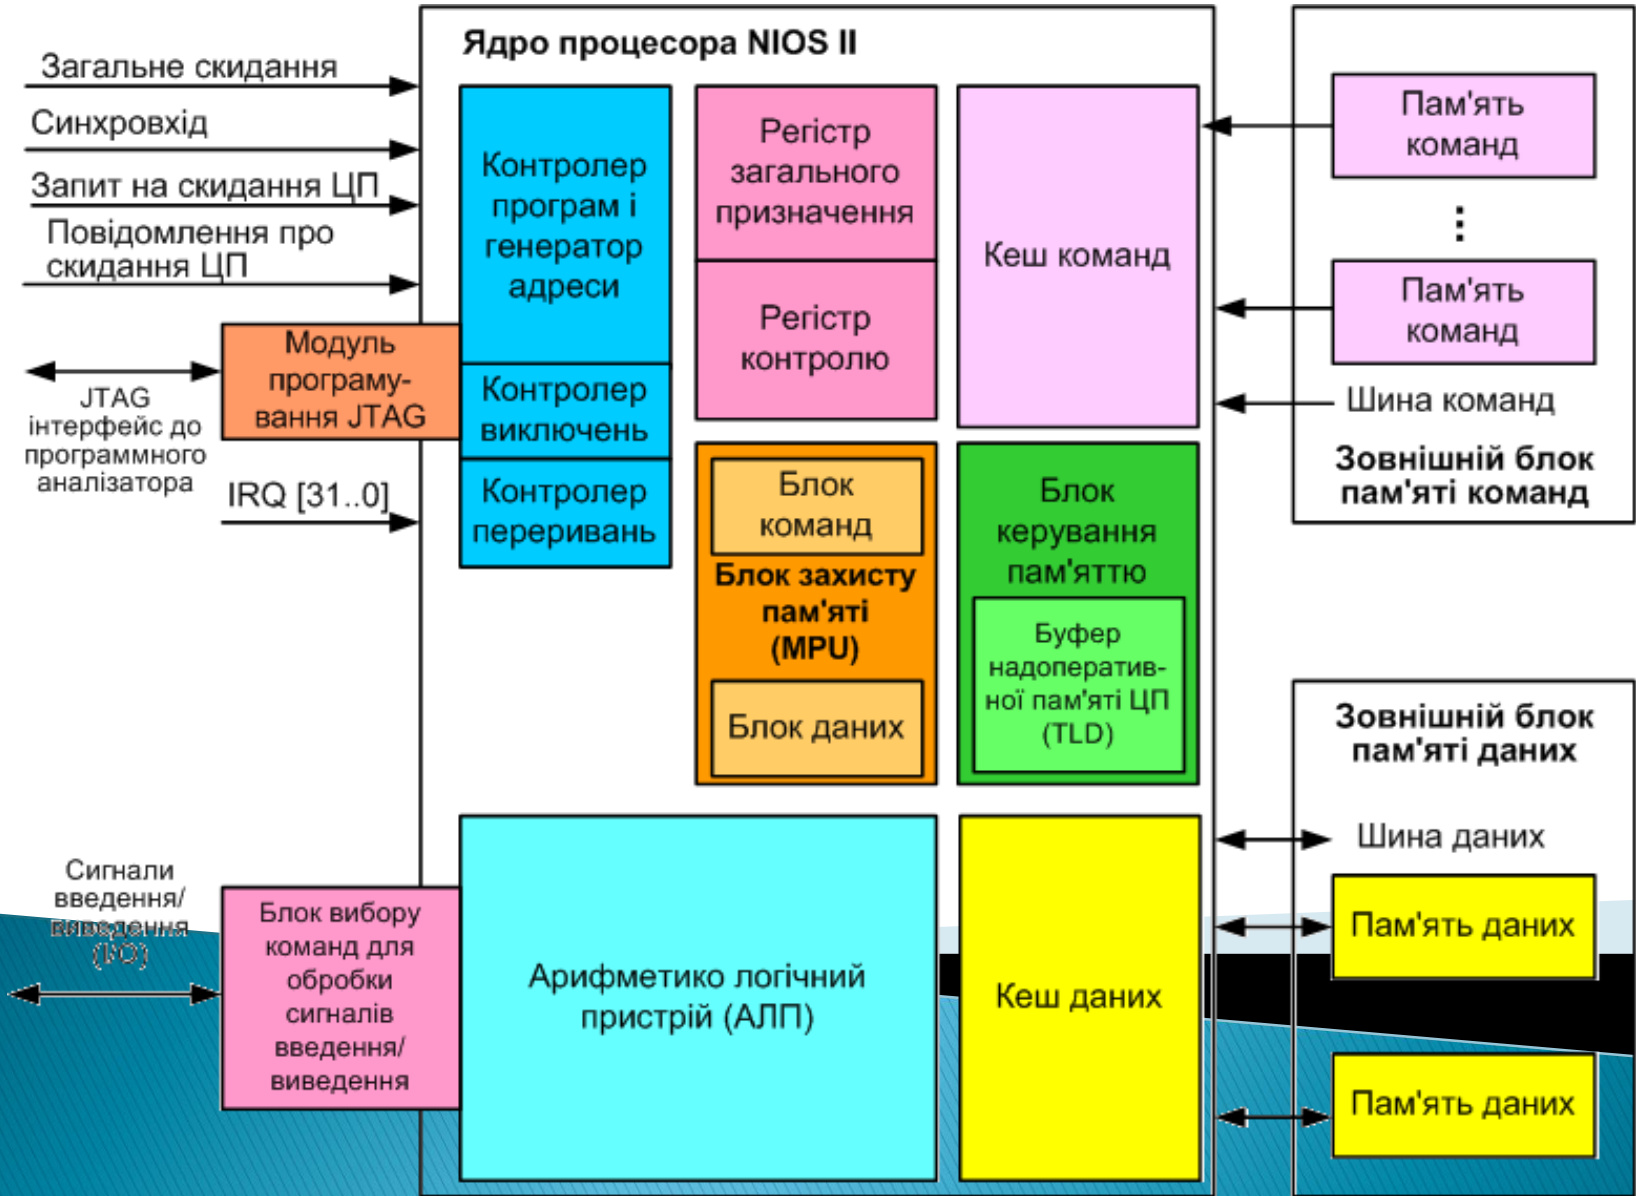 Ядро процесора NIOS II
Загальне скидання
Синхровхід
Запит на скидання ЦП
Повідомлення про
скидання ЦП
Модуль
програму-
вання JTAG
JTAG
інтерфейс до
программного
аналізатора
IRQ [31..0]
Контролер
програм і
генератор
адреси
Контролер
виключень
Контролер
переривань
Регістр
загального
призначення
Регістр
контролю
Кеш команд
Блок
команд
Блок захисту
пам'яті
(MPU)
Блок даних
Блок
керування
пам'яттю
Буфер
надоператив-
ної пам'яті ЦП
(TLD)
Пам'ять
команд
⋮
Пам'ять
команд
Шина команд
Зовнішній блок
пам'яті команд
Зовнішній блок
пам'яті даних
Шина даних
Пам'ять даних
Пам'ять даних
Сигнали
введення/
виведення
(I/O)
Блок вибору
команд для
обробки
сигналів
введення/
виведення
Арифметико логічний
пристрій (АЛП)
Кеш даних